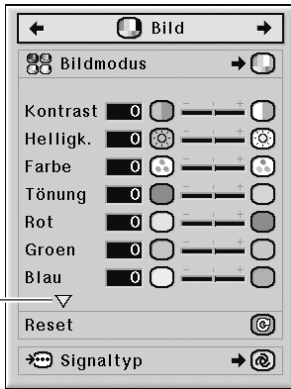 Bild
Bildmodus
Kontrast 0
Helligk. 0
Farbe 0
Tönung 0
Rot 0
Groen 0
Blau 0
Reset
Signaltyp